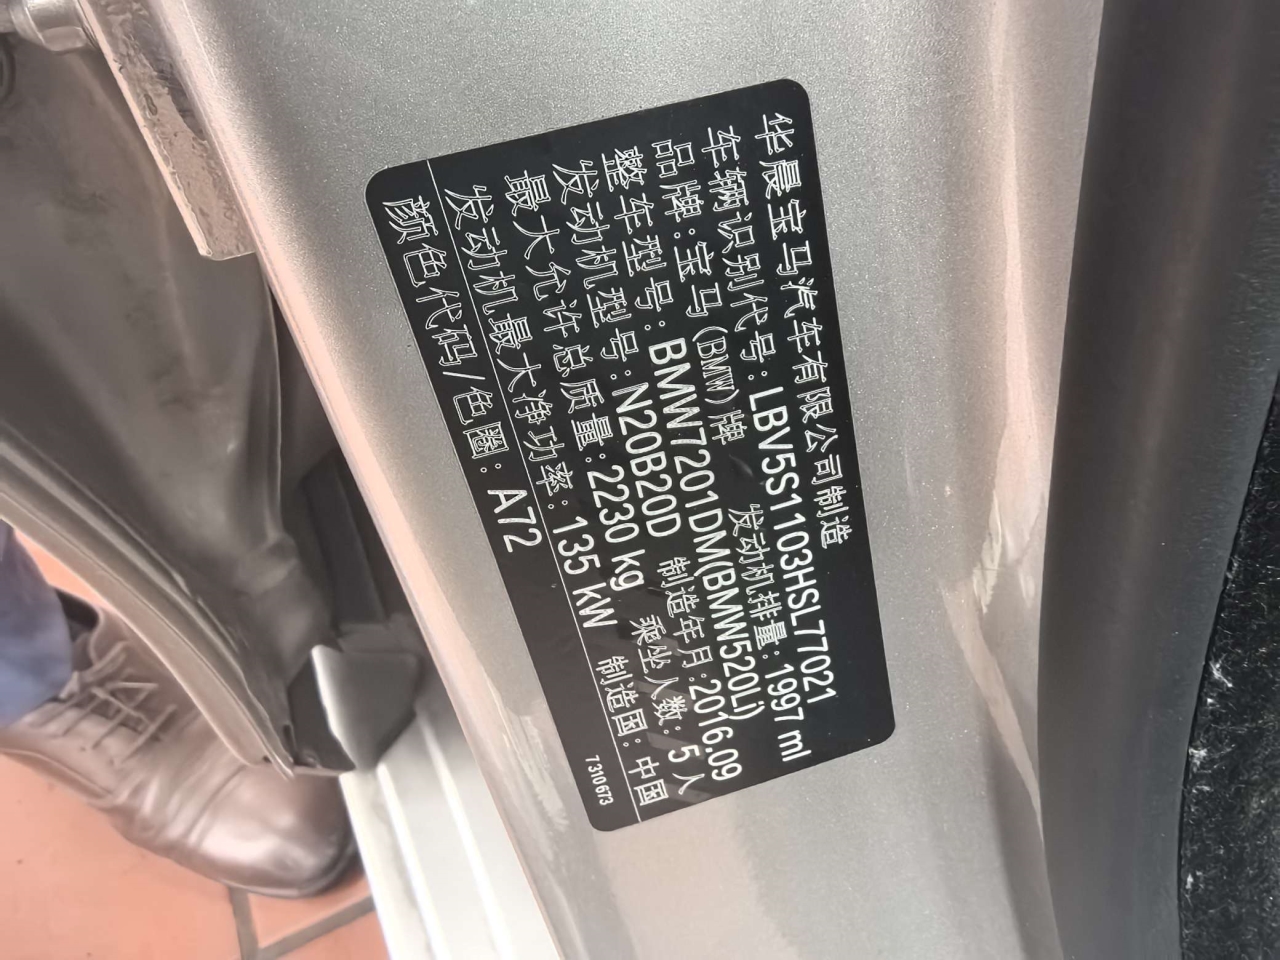 华晨宝马汽车有限公司制造
车辆识别代号:LBV5S1103HSL77021
品牌:宝马(BMW)牌 发动机排量:1997 ml
整车型号:BMW7201DM(BMW520Li)
发动机型号:N20B20D 制造年月:2016.09
最大允许总质量:2230 kg 乘坐人数:5人
发动机最大净功率:135 kW 制造国:中国
颜色代码/色圈:A72 7310673